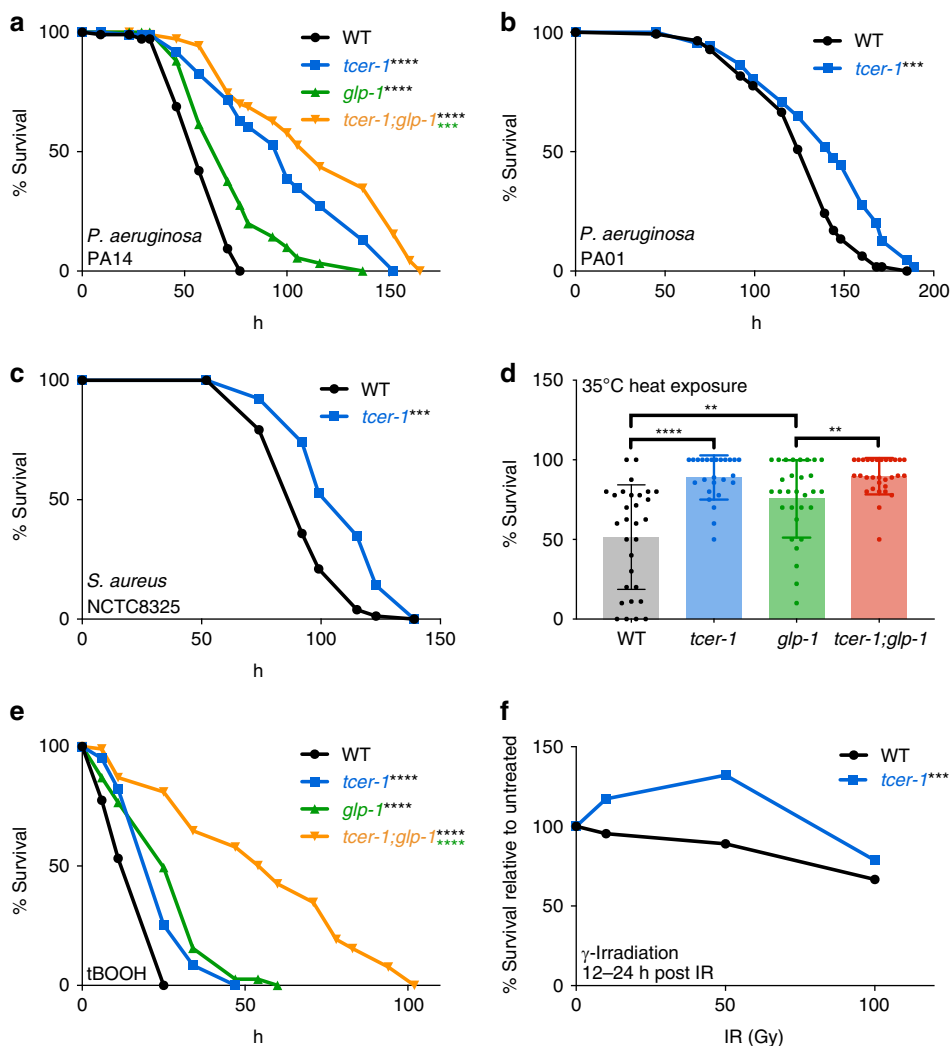 a
100
50
0
% Survival
0
50
100
150
h
WT
tcer-1****
glp-1****
tcer-1;glp-1****
***
P. aeruginosa
PA14
b
100
50
0
% Survival
0
50
100
150
200
h
WT
tcer-1***
P. aeruginosa
PA01
c
100
50
0
% Survival
0
50
100
150
h
WT
tcer-1***
S. aureus
NCTC8325
d
150
100
50
0
% Survival
35°C heat exposure
**
****
**
WT
tcer-1
glp-1
tcer-1;glp-1
e
100
50
0
% Survival
0
50
100
h
WT
tcer-1****
glp-1****
tcer-1;glp-1****
****
tBOOH
f
150
100
50
0
% Survival relative to untreated
0
50
100
IR (Gy)
WT
tcer-1***
γ-Irradiation
12–24 h post IR